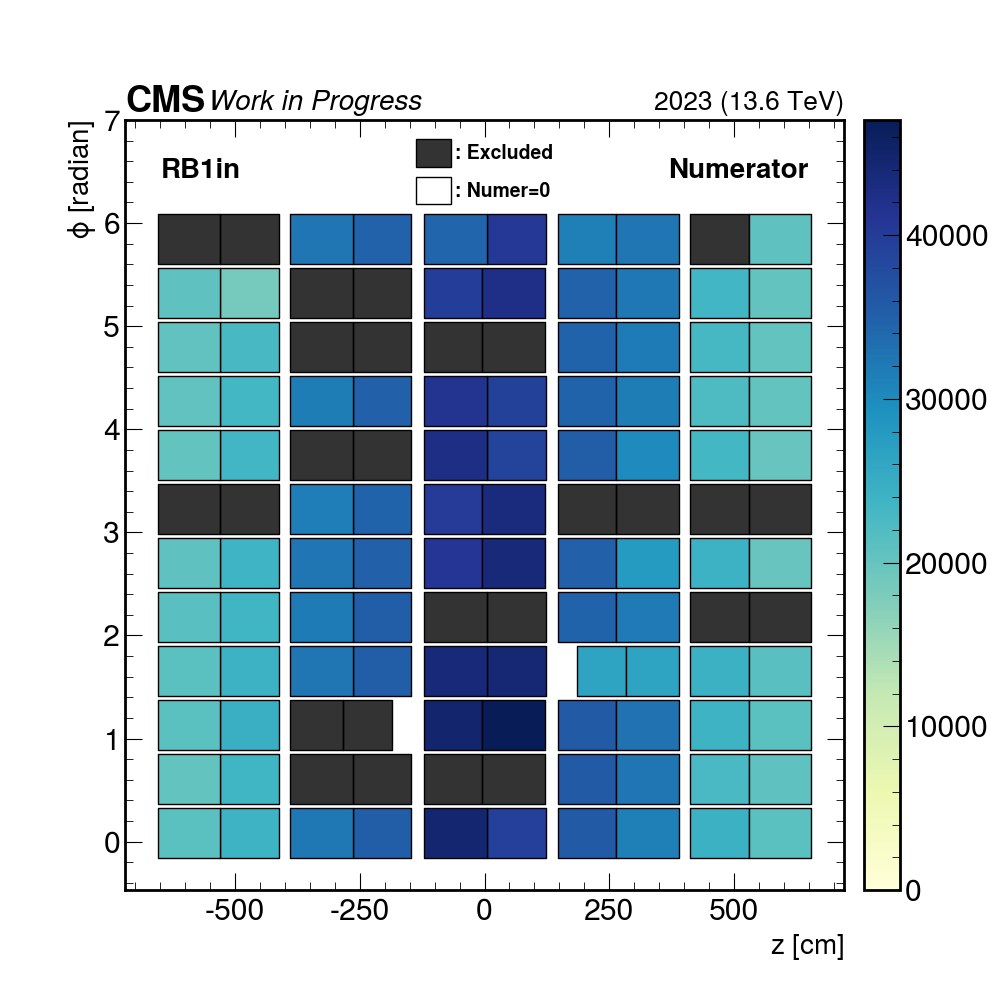 CMS Work in Progress 2023 (13.6 TeV)
ϕ [radian]
RB1in
: Excluded
: Numer=0
Numerator
7
6
5
4
3
2
1
0
-500 -250 0 250 500
z [cm]
40000
30000
20000
10000
0